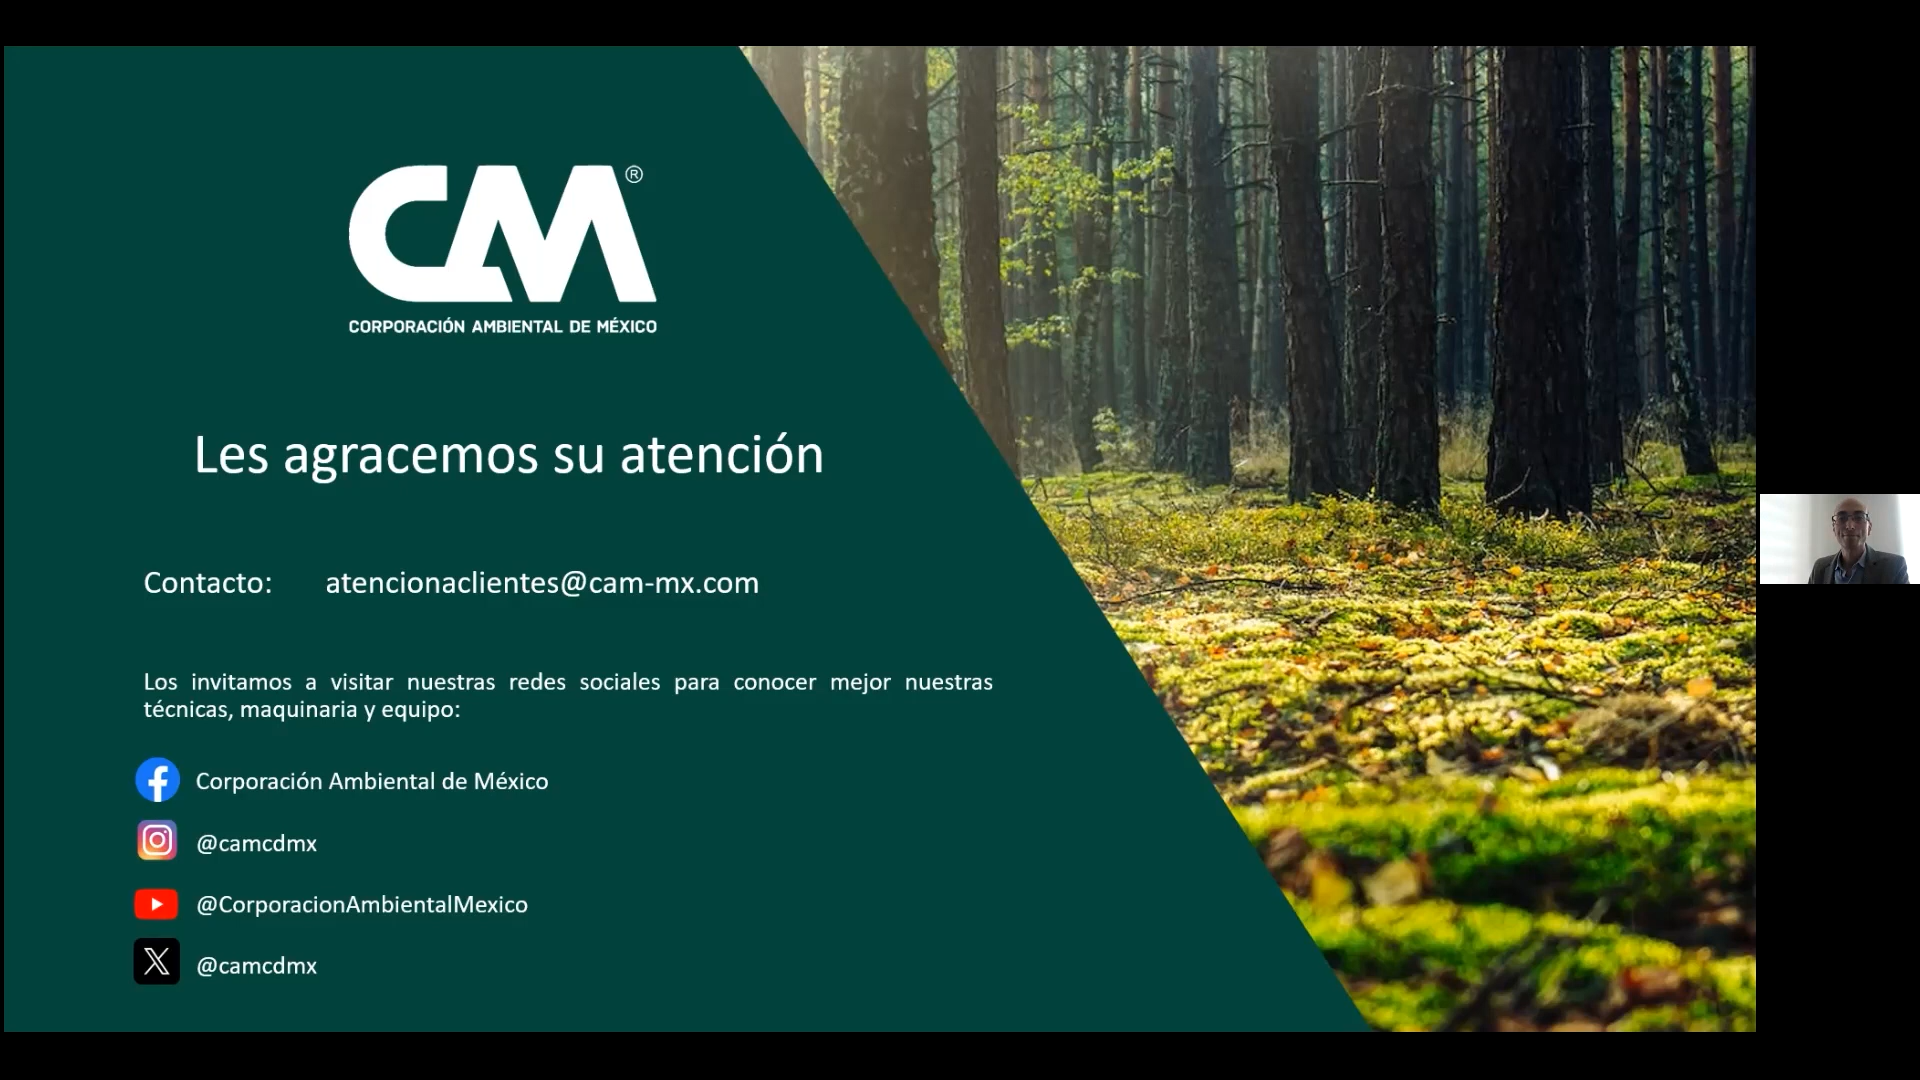 CAM®
CORPORACIÓN AMBIENTAL DE MÉXICO
Les agracemos su atención
Contacto: atencionaclientes@cam-mx.com
Los invitamos a visitar nuestras redes sociales para conocer mejor nuestras
técnicas, maquinaria y equipo:
Corporación Ambiental de México
@camcdmx
@CorporacionAmbientalMexico
@camcdmx